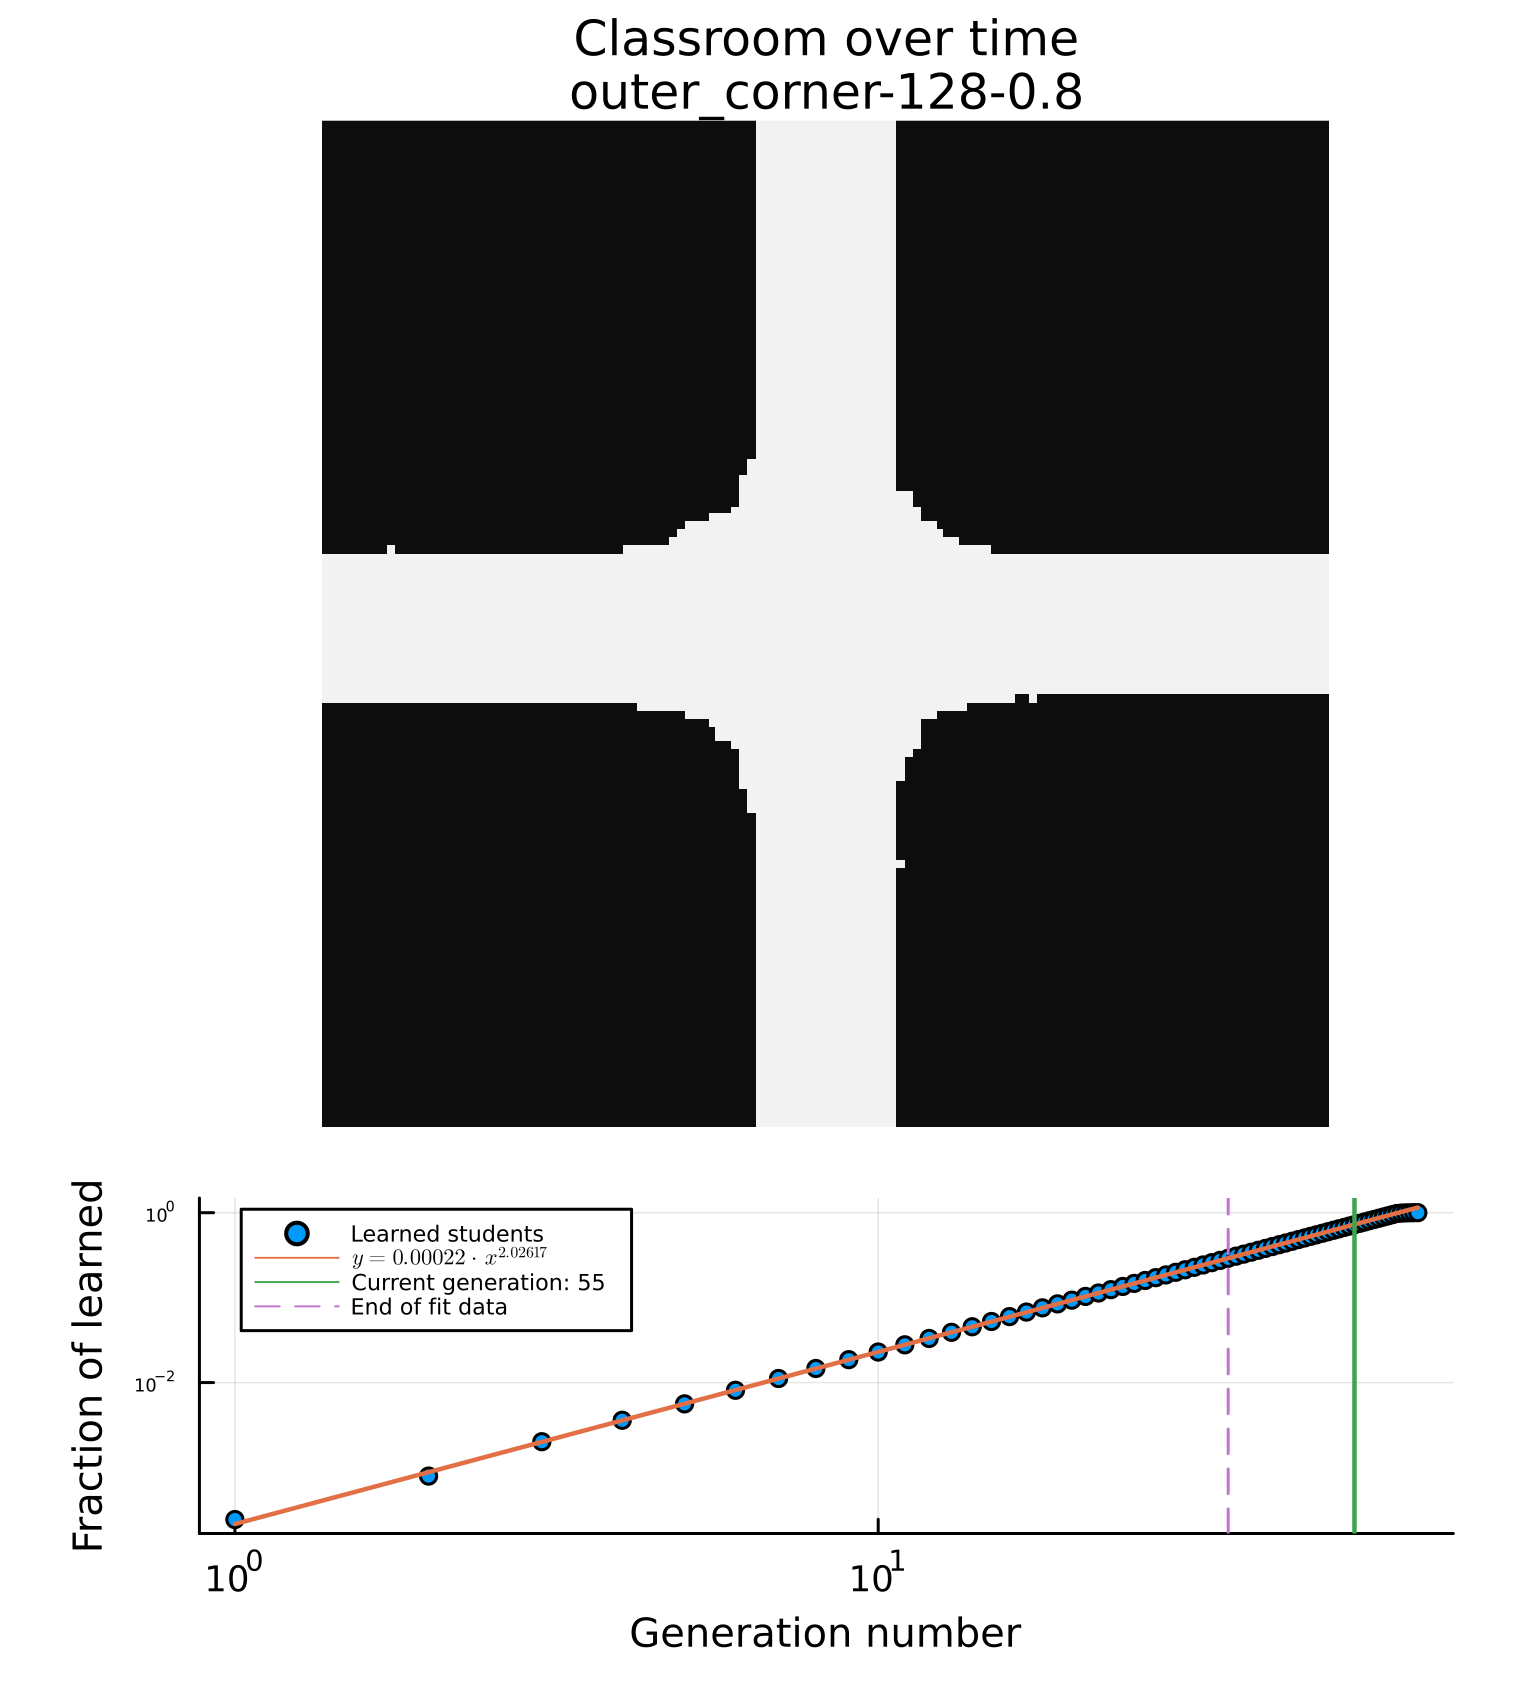 Classroom over time
outer_corner-128-0.8
Fraction of learned
10^0
10^-2
Learned students
y = 0.00022 · x^2.02617
Current generation: 55
End of fit data
10^0
10^1
Generation number